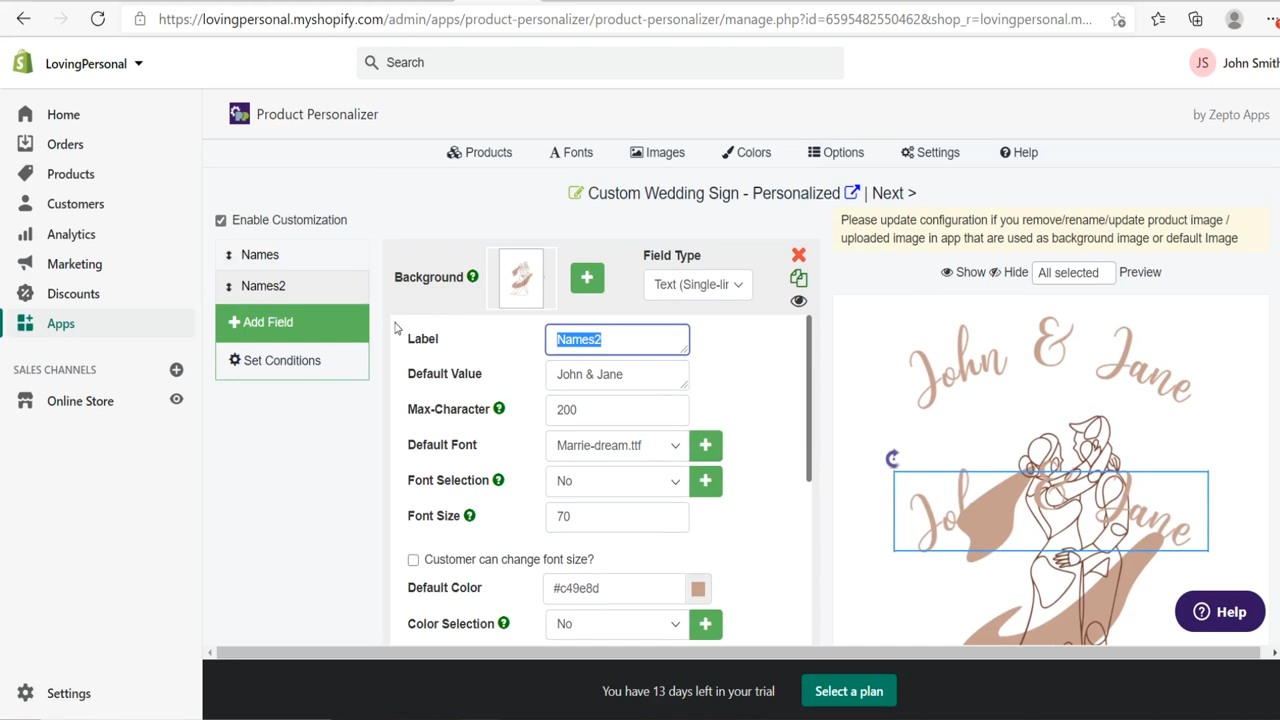 https://lovingpersonal.myshopify.com/admin/apps/product-personalizer/product-personalizer/manage.php?id=6595482550462&shop_r=lovingpersonal.m...
LovingPersonal
Search
JS John Smith
Home
Orders
Products
Customers
Analytics
Marketing
Discounts
Apps
SALES CHANNELS
Online Store
Settings
Product Personalizer
by Zepto Apps
Products Fonts Images Colors Options Settings Help
Custom Wedding Sign - Personalized | Next >
Enable Customization
Names
Names2
Add Field
Set Conditions
Background
Field Type
Text (Single-lir
Label Names2
Default Value John & Jane
Max-Character 200
Default Font Marrie-dream.ttf
Font Selection No
Font Size 70
Customer can change font size?
Default Color #c49e8d
Color Selection No
Please update configuration if you remove/rename/update product image /
uploaded image in app that are used as background image or default Image
Show Hide All selected Preview
John & Jane
Jane
Help
You have 13 days left in your trial Select a plan